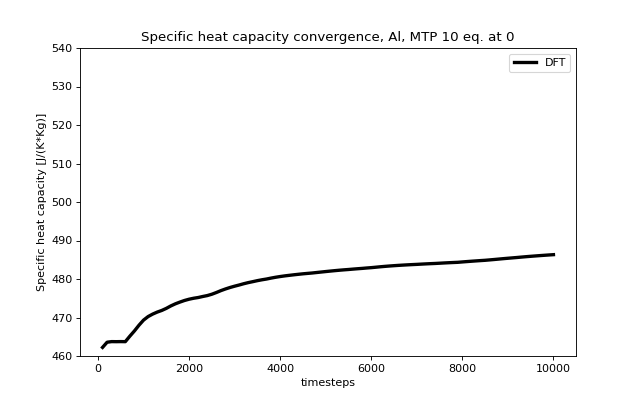 Specific heat capacity convergence, Al, MTP 10 eq. at 0
DFT
Specific heat capacity [J/(K*Kg)]
540
530
520
510
500
490
480
470
460
0 2000 4000 6000 8000 10000
timesteps